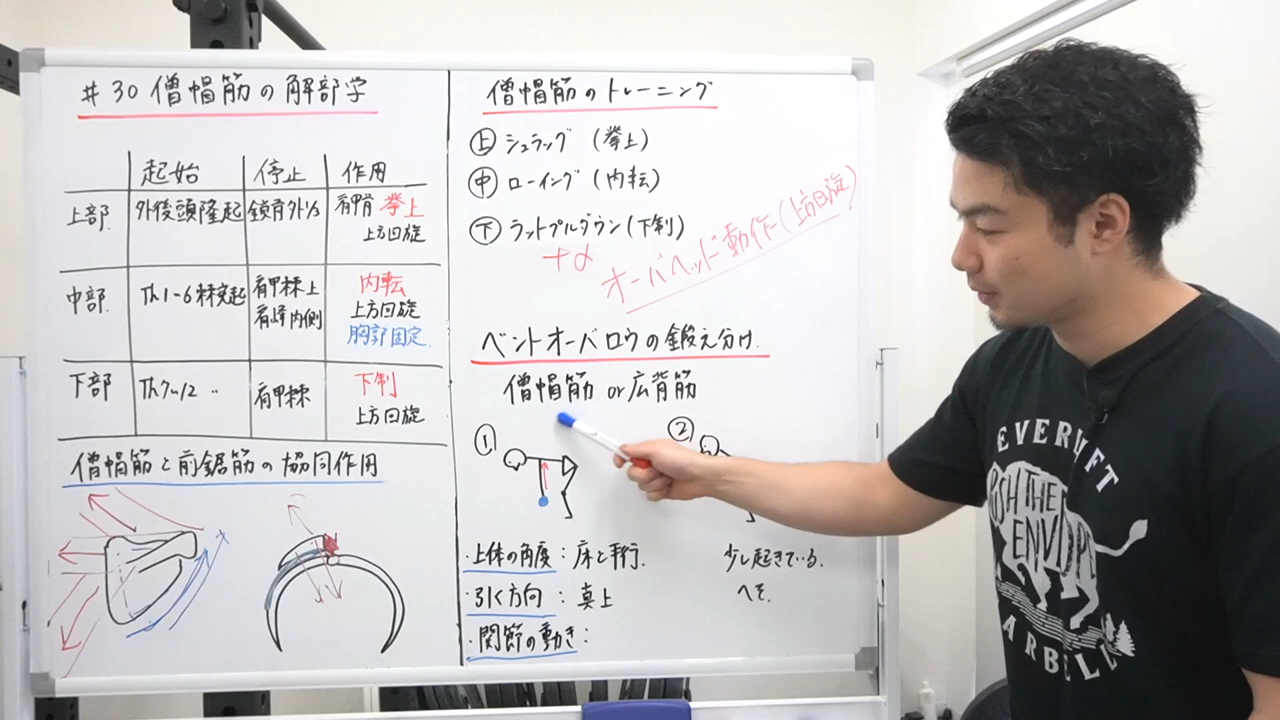 #30 僧帽筋の解部学
起始 停止 作用
上部 外後頭隆起 鎖骨外1/3 肩甲骨 挙上
上方回旋
中部 Th1-6棘突起 肩甲棘上 肩峰内側 内転
上方回旋
胸郭固定
下部 Th7~12 〃 肩甲棘 下制
上方回旋
僧帽筋と前鋸筋の協同作用
僧帽筋のトレーニング
上 シュラッグ (挙上)
中 ローイング (内転)
下 ラットプルダウン(下制)
+α
オーバヘッド動作(上方回旋)
ベントオーバロウの鍛え分け.
僧帽筋 or 広背筋
① ②
・上体の角度: 床と平行. 少し起きている.
・引く方向: 真上 へそ.
・関節の動き:
EVERLIFT
PUSH THE
ENVELOPE
BARBELL